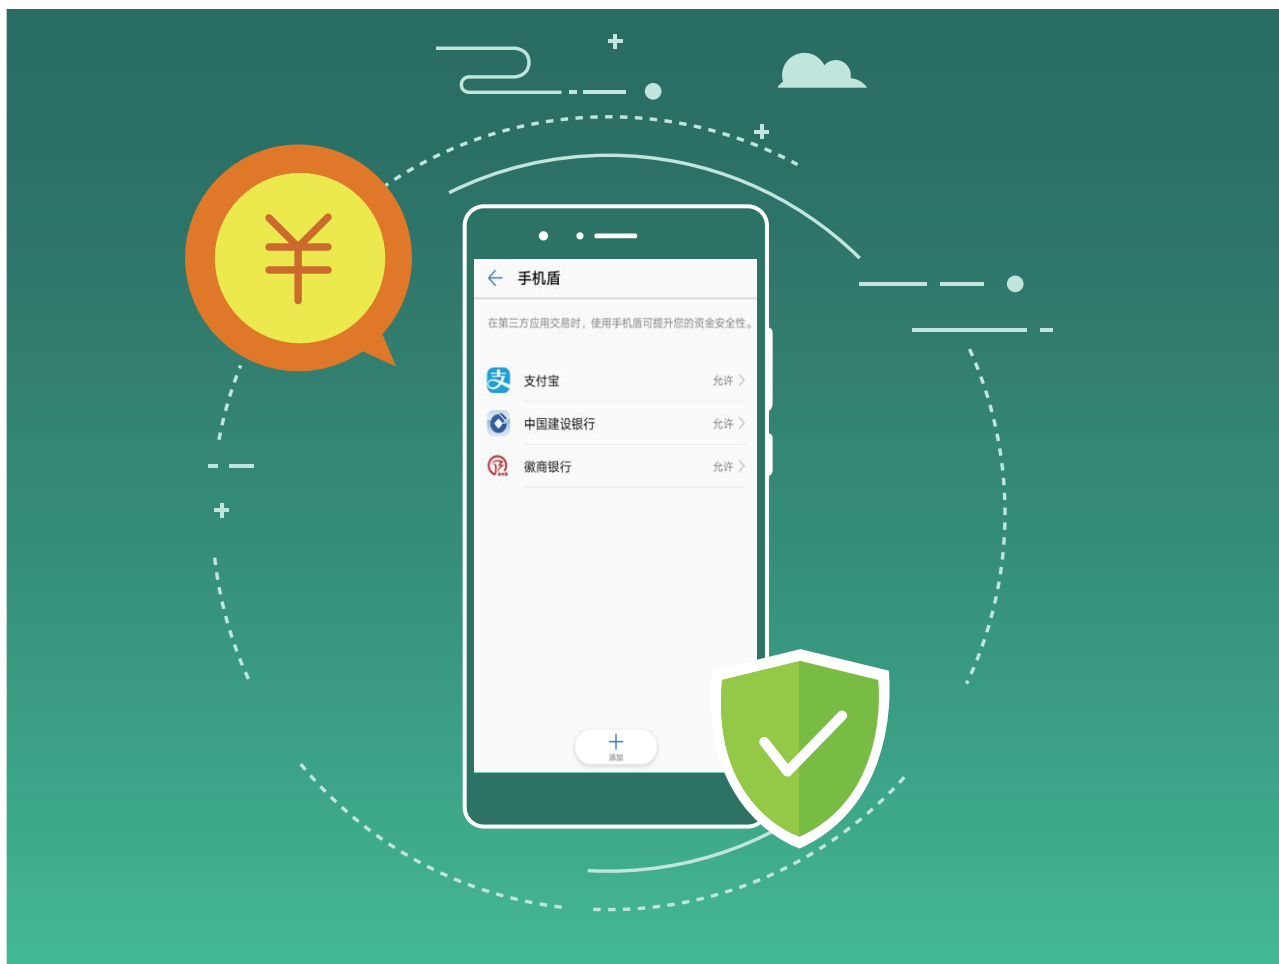 ¥
手机盾
在第三方应用交易时，使用手机盾可提升您的资金安全性。
支付宝 允许
中国建设银行 允许
徽商银行 允许
添加